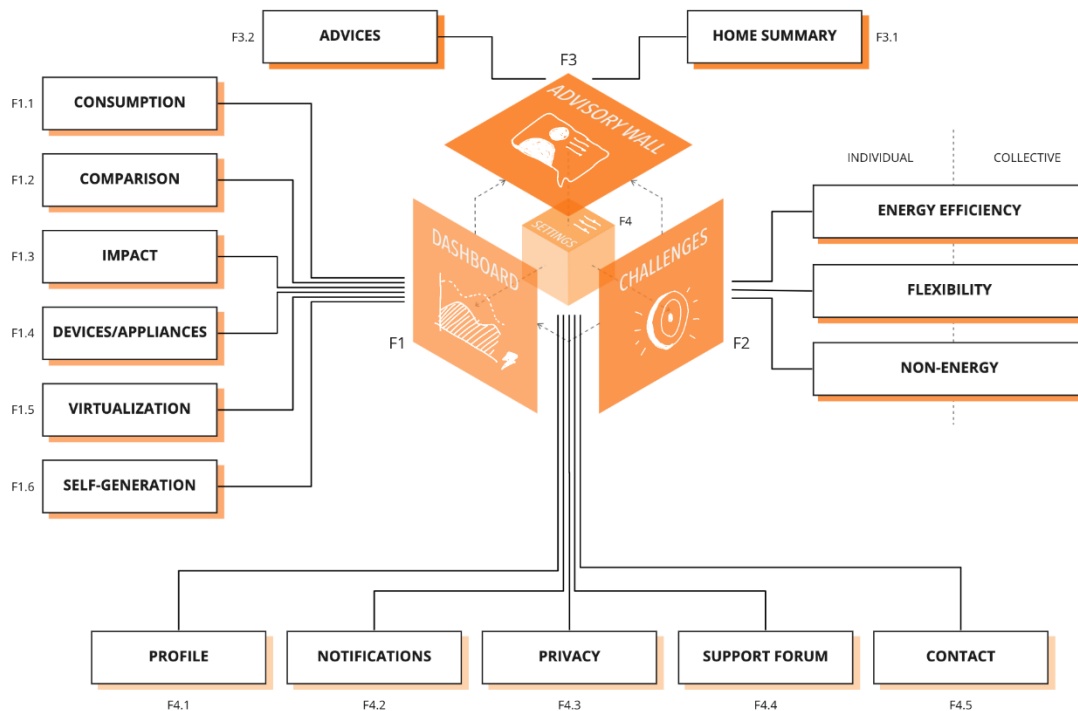 F3.2
ADVICES
HOME SUMMARY
F3.1
F3
ADVISORY WALL
F1.1
CONSUMPTION
F1.2
COMPARISON
F1.3
IMPACT
F1.4
DEVICES/APPLIANCES
F1.5
VIRTUALIZATION
F1.6
SELF-GENERATION
DASHBOARD
F1
SETTINGS
F4
CHALLENGES
F2
INDIVIDUAL
COLLECTIVE
ENERGY EFFICIENCY
FLEXIBILITY
NON-ENERGY
PROFILE
NOTIFICATIONS
PRIVACY
SUPPORT FORUM
CONTACT
F4.1
F4.2
F4.3
F4.4
F4.5